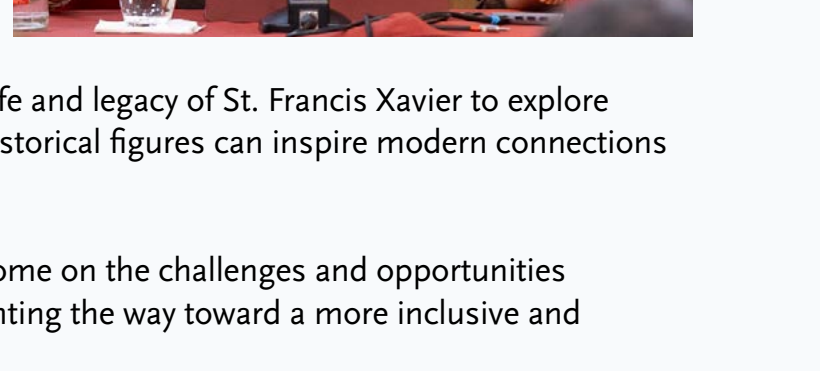 fe and legacy of St. Francis Xavier to explore
storical figures can inspire modern connections
ome on the challenges and opportunities
nting the way toward a more inclusive and